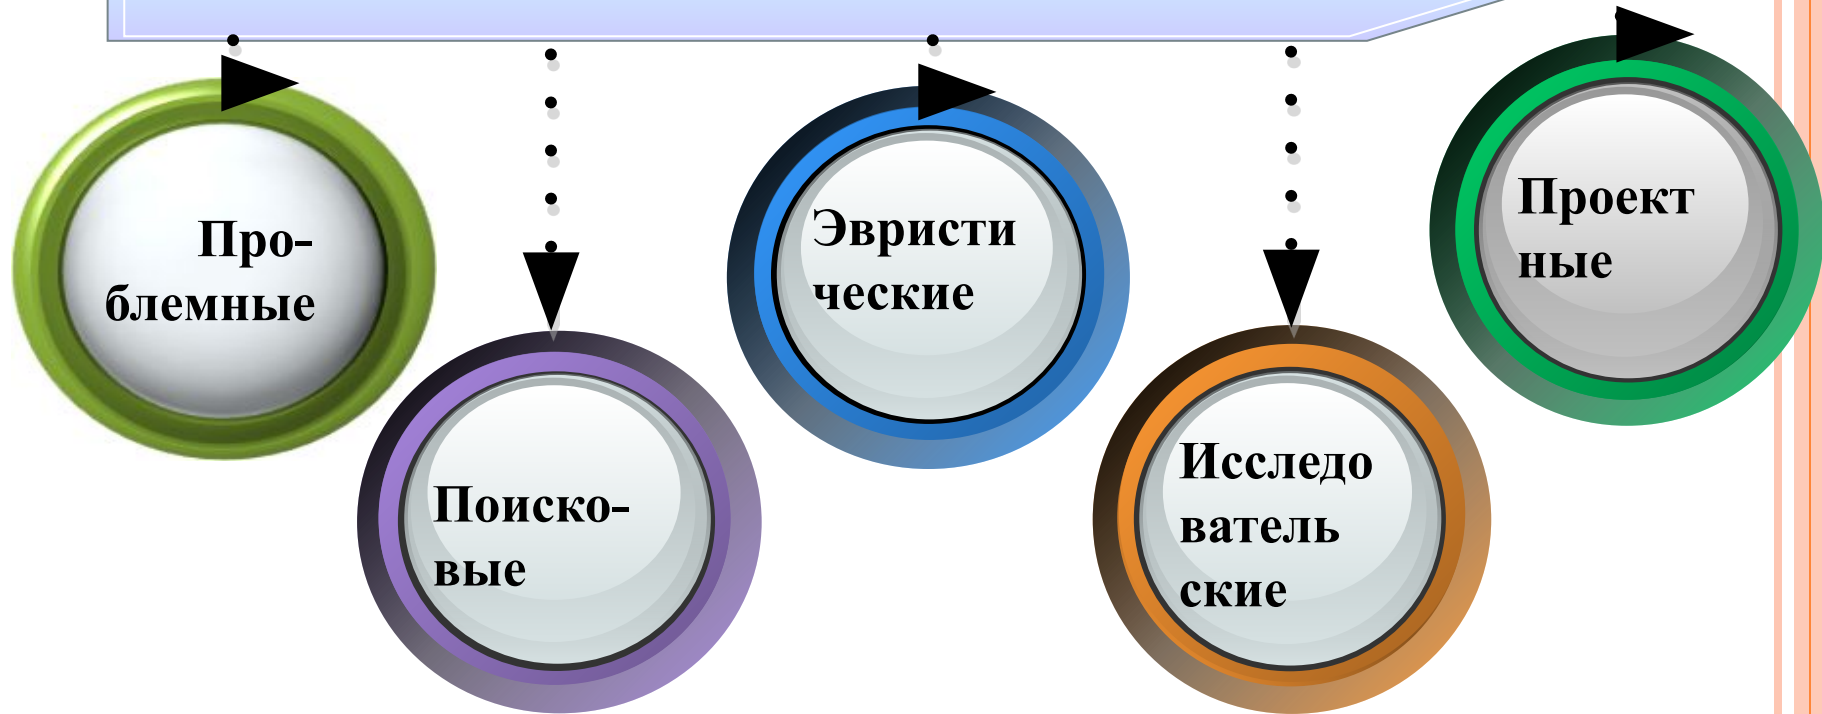 Про-
блемные
Поиско-
вые
Эвристи
ческие
Исследо
ватель
ские
Проект
ные